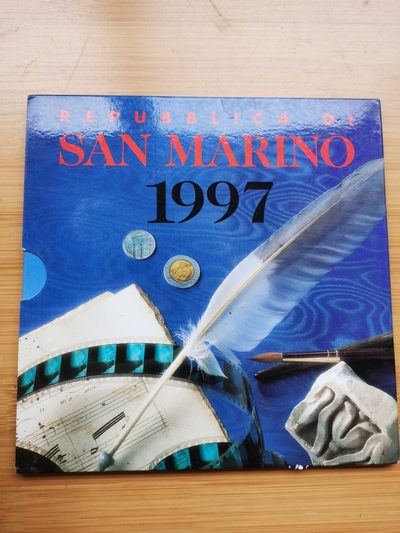 REPUBBLICA DI
SAN MARINO
1997